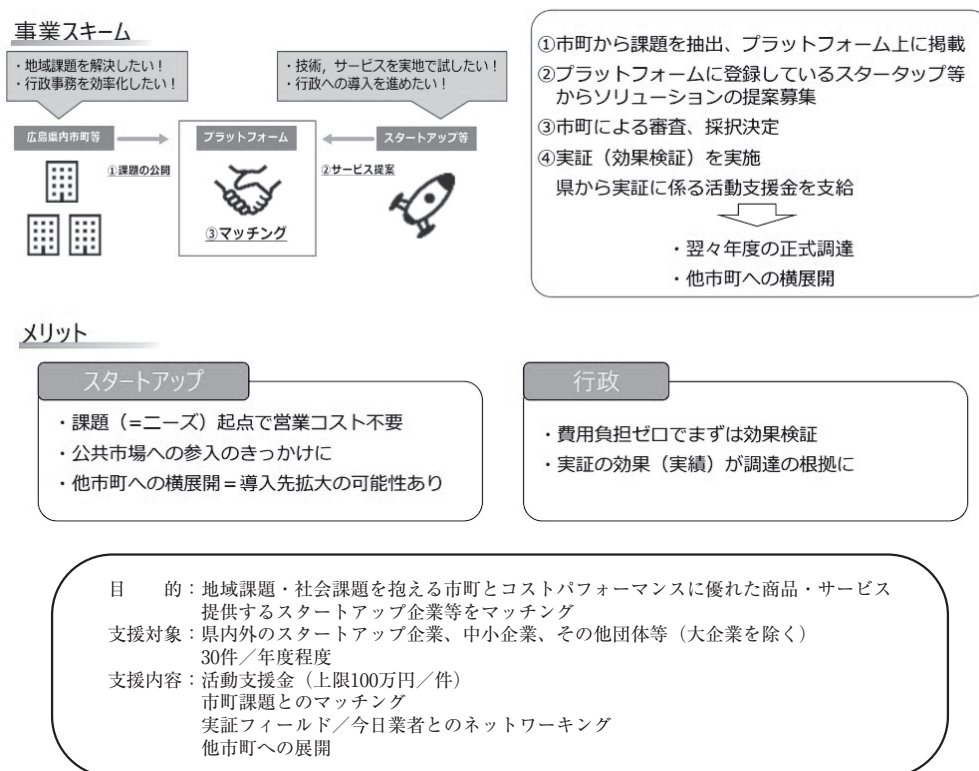 事業スキーム
・地域課題を解決したい！
・行政事務を効率化したい！
・技術，サービスを実地で試したい！
・行政への導入を進めたい！
広島県内市町等
プラットフォーム
スタートアップ等
①課題の公開
②サービス提案
③マッチング
①市町から課題を抽出、プラットフォーム上に掲載
②プラットフォームに登録しているスタータップ等
からソリューションの提案募集
③市町による審査、採択決定
④実証（効果検証）を実施
県から実証に係る活動支援金を支給
・翌々年度の正式調達
・他市町への横展開
メリット
スタートアップ
・課題（=ニーズ）起点で営業コスト不要
・公共市場への参入のきっかけに
・他市町への横展開＝導入先拡大の可能性あり
行政
・費用負担ゼロでまずは効果検証
・実証の効果（実績）が調達の根拠に
目　　的：地域課題・社会課題を抱える市町とコストパフォーマンスに優れた商品・サービス
提供するスタートアップ企業等をマッチング
支援対象：県内外のスタートアップ企業、中小企業、その他団体等（大企業を除く）
30件／年度程度
支援内容：活動支援金（上限100万円／件）
市町課題とのマッチング
実証フィールド／今日業者とのネットワーキング
他市町への展開